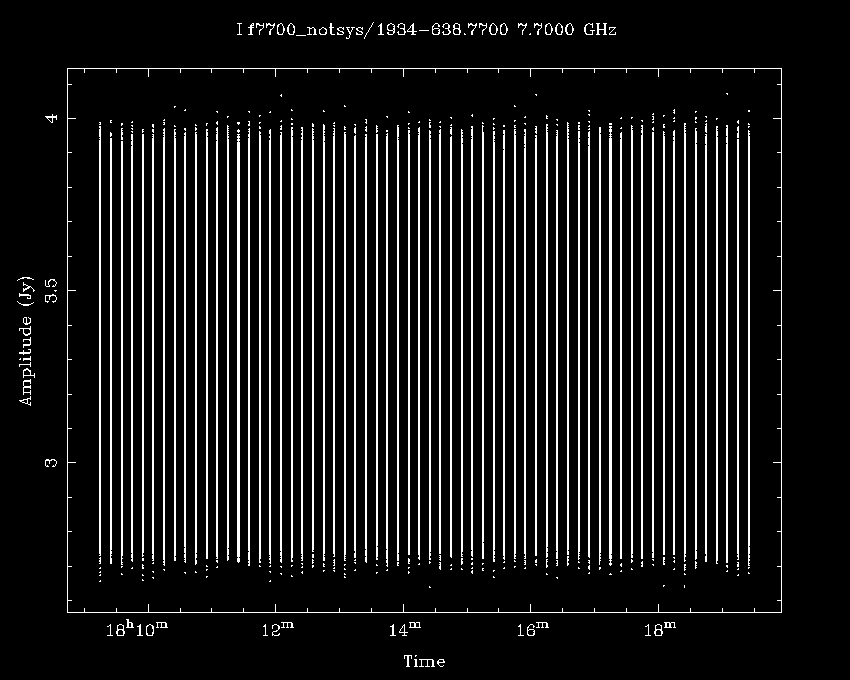 If7700_notsys/1934-638.7700 7.7000 GHz
4
3.5
3
Amplitude (Jy)
18h10m 12m 14m 16m 18m
Time